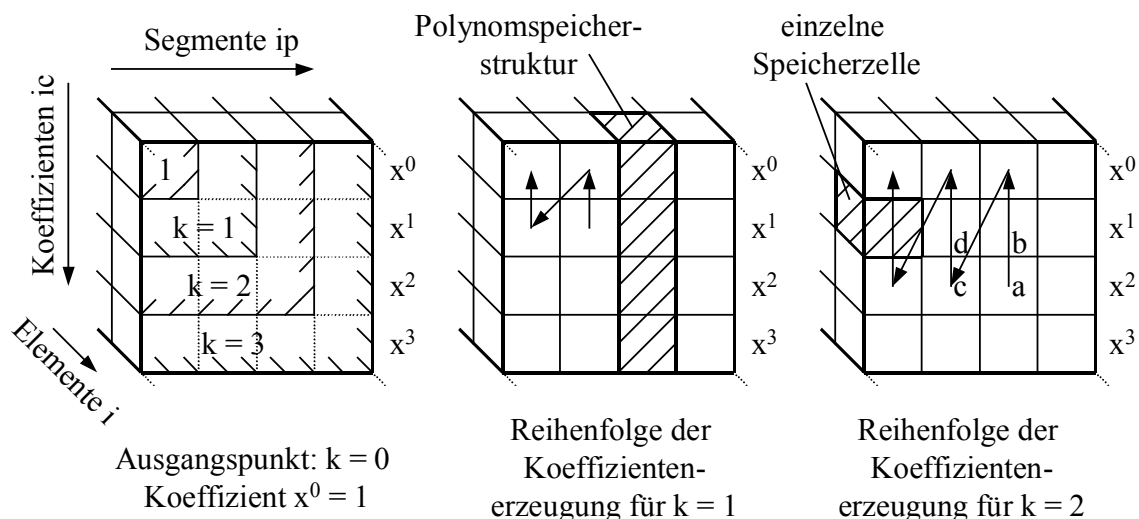 Segmente ip
Koeffizienten ic
Elemente i
1
k = 1
k = 2
k = 3
x⁰
x¹
x²
x³
Ausgangspunkt: k = 0
Koeffizient x⁰ = 1
Polynomspeicher-
struktur
x⁰
x¹
x²
x³
Reihenfolge der
Koeffizienten-
erzeugung für k = 1
einzelne
Speicherzelle
d
b
c
a
x⁰
x¹
x²
x³
Reihenfolge der
Koeffizienten-
erzeugung für k = 2